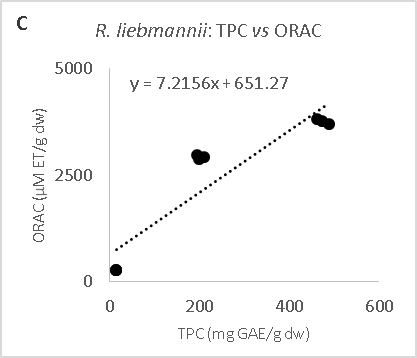 C
R. liebmannii: TPC vs ORAC
y = 7.2156x + 651.27
5000
2500
0
ORAC (µM ET/g dw)
0 200 400 600
TPC (mg GAE/g dw)